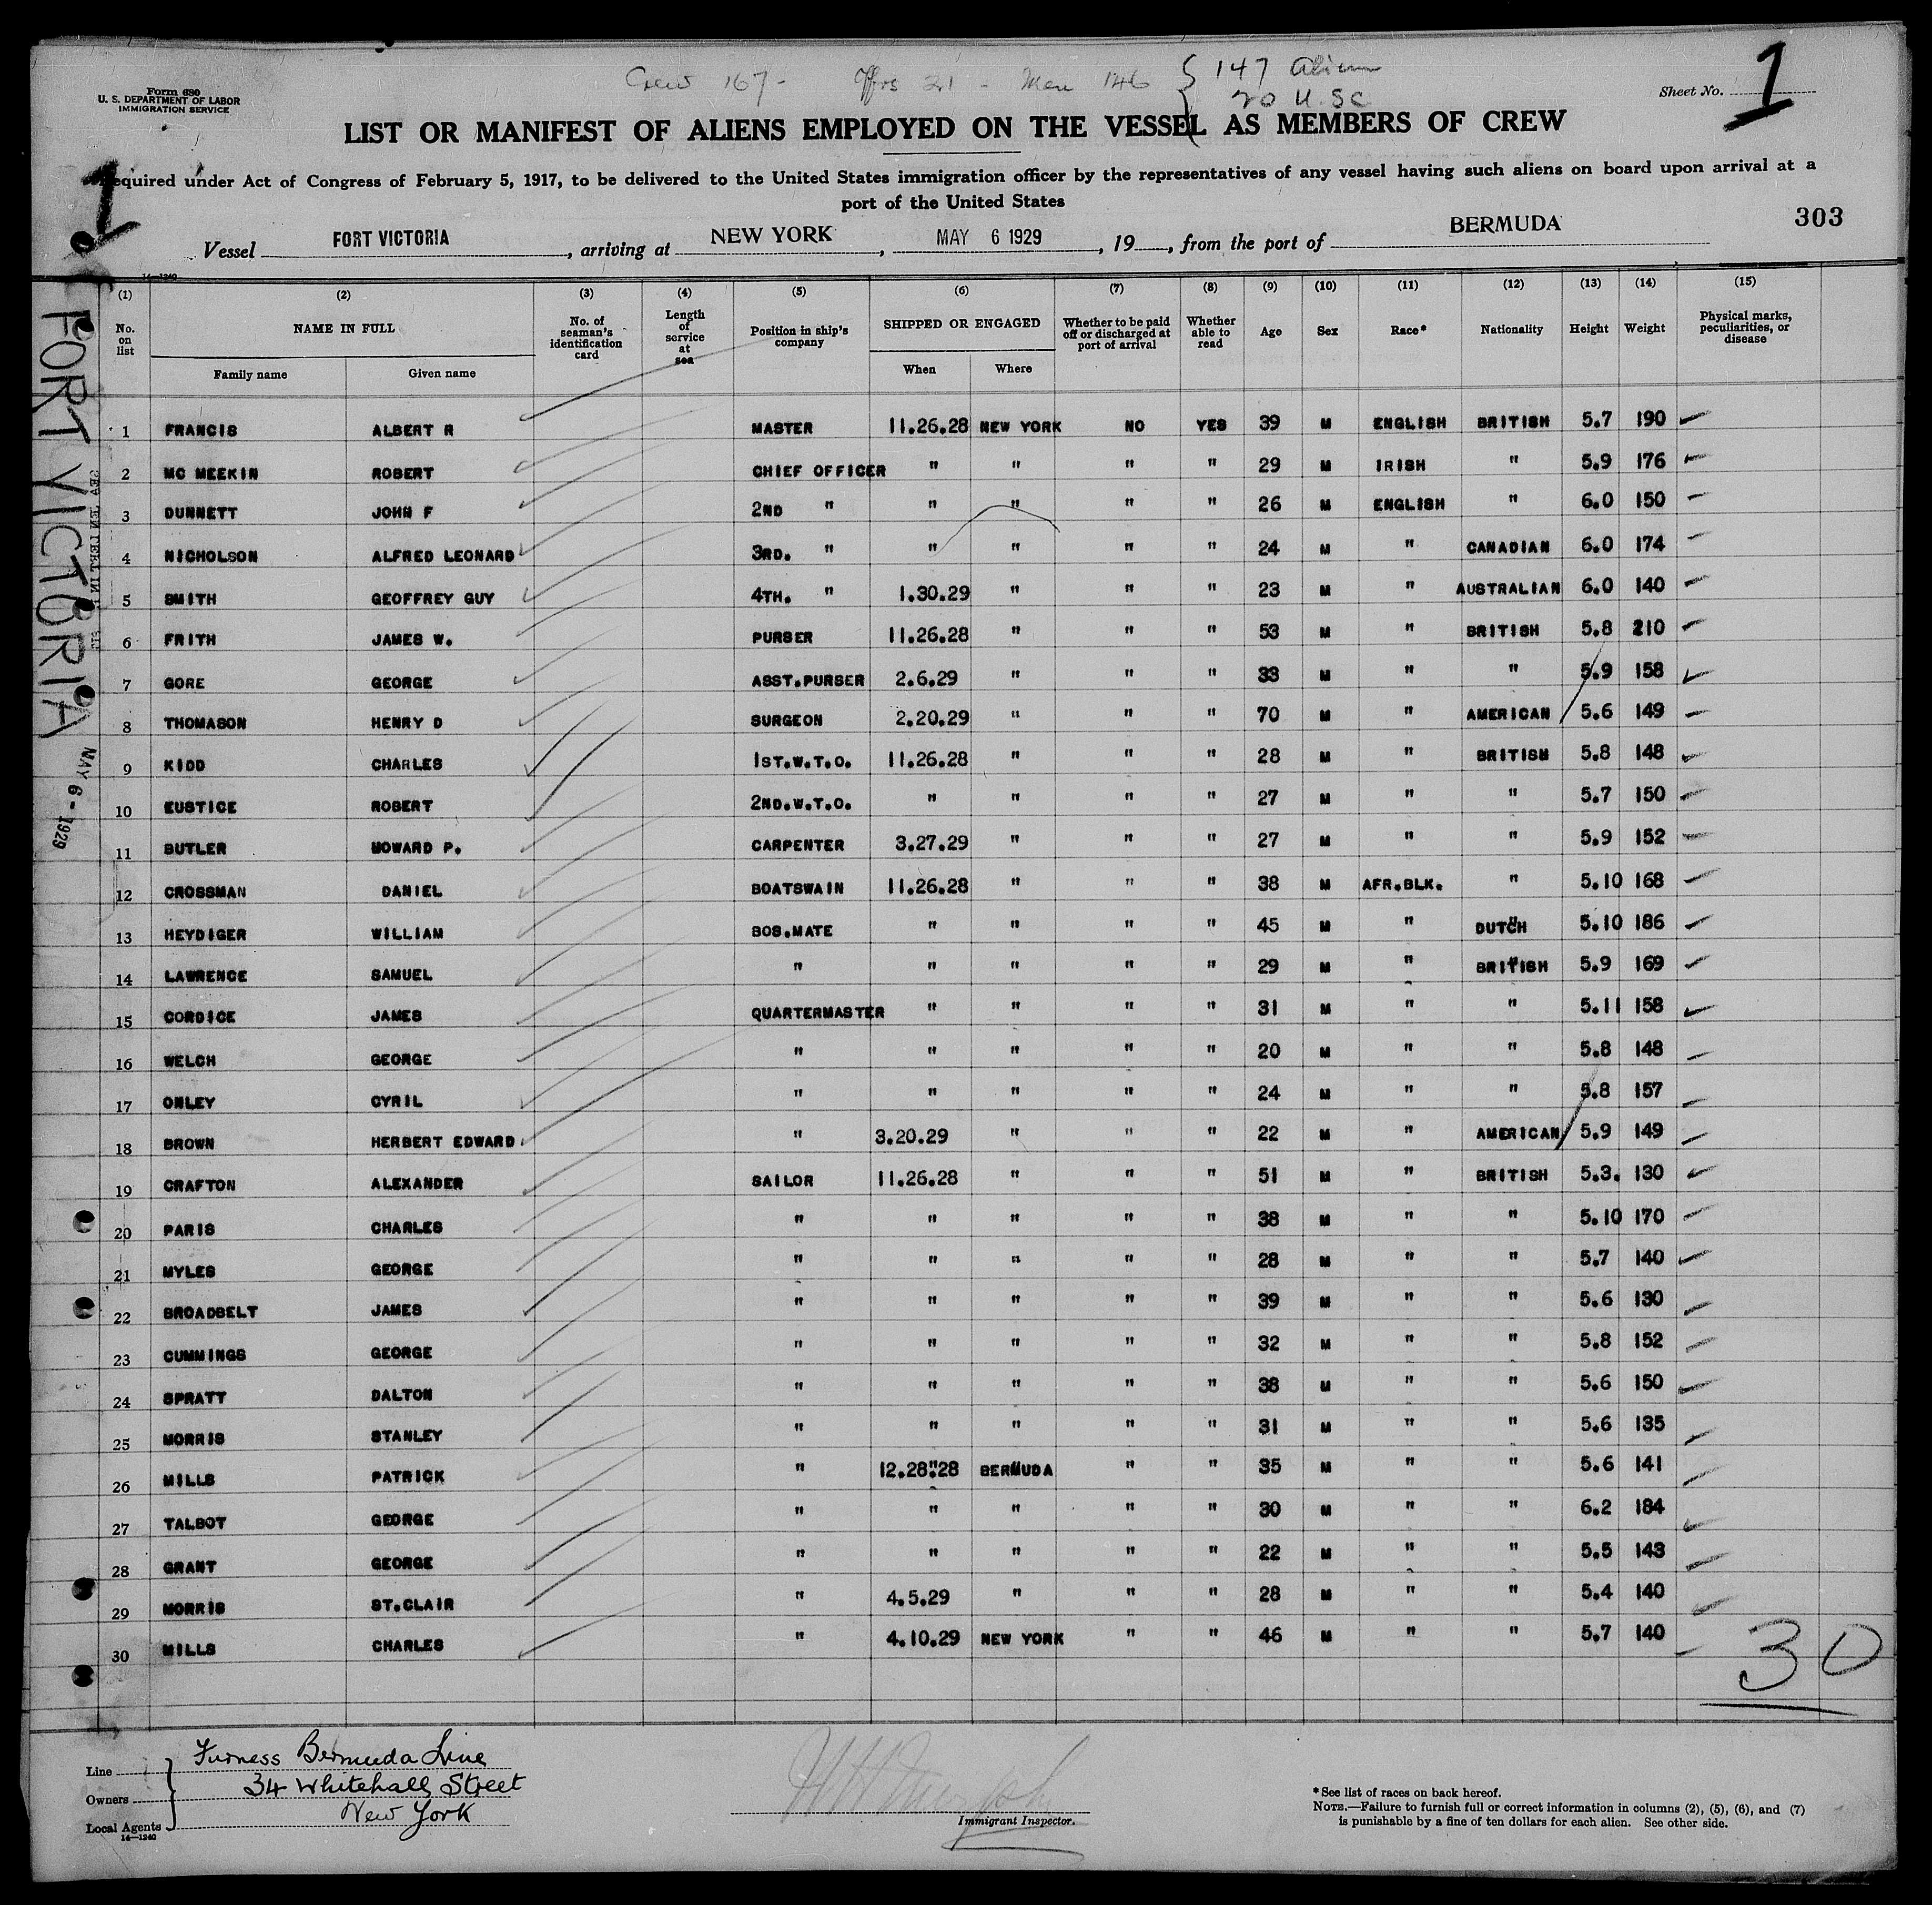 Crew 167 - Offrs 21 - Men 146 { 147 Alien
20 U.SC
Form 680
U. S. DEPARTMENT OF LABOR
IMMIGRATION SERVICE
Sheet No. 1
LIST OR MANIFEST OF ALIENS EMPLOYED ON THE VESSEL AS MEMBERS OF CREW
Required under Act of Congress of February 5, 1917, to be delivered to the United States immigration officer by the representatives of any vessel having such aliens on board upon arrival at a
port of the United States
303
Vessel FORT VICTORIA, arriving at NEW YORK, MAY 6 1929, 19, from the port of BERMUDA
14—1240
1
FORT VICTORIA
MAY 6 - 1929
(1) (2) (3) (4) (5) (6) (7) (8) (9) (10) (11) (12) (13) (14) (15)
No. on list NAME IN FULL No. of seaman's identification card Length of service at sea Position in ship's company SHIPPED OR ENGAGED Whether to be paid off or discharged at port of arrival Whether able to read Age Sex Race* Nationality Height Weight Physical marks, peculiarities, or disease
Family name Given name When Where
1 FRANCIS ALBERT R MASTER 11.26.28 NEW YORK NO YES 39 M ENGLISH BRITISH 5.7 190
2 MC MEEKIN ROBERT CHIEF OFFICER " " " " 29 M IRISH " 5.9 176
3 DUNNETT JOHN F 2ND " " " " " 26 M ENGLISH " 6.0 150
4 NICHOLSON ALFRED LEONARD 3RD. " " " " " 24 M " CANADIAN 6.0 174
5 SMITH GEOFFREY GUY 4TH. " 1.30.29 " " " 23 M " AUSTRALIAN 6.0 140
6 FRITH JAMES W. PURSER 11.26.28 " " " 53 M " BRITISH 5.8 210
7 GORE GEORGE ASST.PURSER 2.6.29 " " " 33 M " " 5.9 158
8 THOMASON HENRY D SURGEON 2.20.29 " " " 70 M " AMERICAN 5.6 149
9 KIDD CHARLES 1ST.W.T.O. 11.26.28 " " " 28 M " BRITISH 5.8 148
10 EUSTICE ROBERT 2ND.W.T.O. " " " " 27 M " " 5.7 150
11 BUTLER HOWARD P. CARPENTER 3.27.29 " " " 27 M " " 5.9 152
12 CROSSMAN DANIEL BOATSWAIN 11.26.28 " " " 38 M AFR.BLK. " 5.10 168
13 HEYDIGER WILLIAM BOS.MATE " " " " 45 M " DUTCH 5.10 186
14 LAWRENCE SAMUEL " " " " " 29 M " BRITISH 5.9 169
15 CORDICE JAMES QUARTERMASTER " " " " 31 M " " 5.11 158
16 WELCH GEORGE " " " " " 20 M " " 5.8 148
17 ONLEY CYRIL " " " " " 24 M " " 5.8 157
18 BROWN HERBERT EDWARD. " 3.20.29 " " " 22 M " AMERICAN 5.9 149
19 CRAFTON ALEXANDER SAILOR 11.26.28 " " " 51 M " BRITISH 5.3. 130
20 PARIS CHARLES " " " " " 38 M " " 5.10 170
21 MYLES GEORGE " " " " " 28 M " " 5.7 140
22 BROADBELT JAMES " " " " " 39 M " " 5.6 130
23 CUMMINGS GEORGE " " " " " 32 M " " 5.8 152
24 SPRATT DALTON " " " " " 38 M " " 5.6 150
25 MORRIS STANLEY " " " " " 31 M " " 5.6 135
26 MILLS PATRICK " 12.28.28 BERMUDA " " 35 M " " 5.6 141
27 TALBOT GEORGE " " " " " 30 M " " 6.2 184
28 GRANT GEORGE " " " " " 22 M " " 5.5 143
29 MORRIS ST.CLAIR " 4.5.29 " " " 28 M " " 5.4 140
30 MILLS CHARLES " 4.10.29 NEW YORK " " 46 M " " 5.7 140
30
Line Furness Bermuda Line
Owners 34 Whitehall Street
Local Agents New York
14—1240
Immigrant Inspector.
* See list of races on back hereof.
NOTE.—Failure to furnish full or correct information in columns (2), (5), (6), and (7)
is punishable by a fine of ten dollars for each alien. See other side.